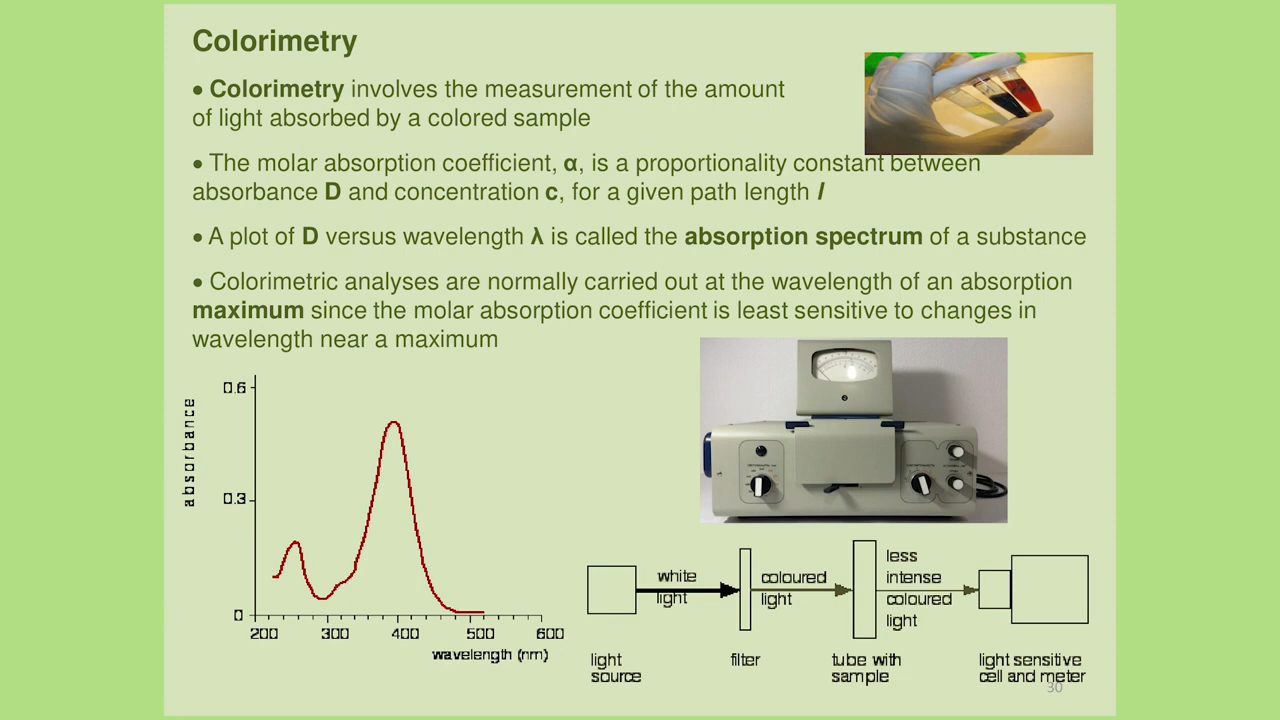 Colorimetry
• Colorimetry involves the measurement of the amount
of light absorbed by a colored sample
• The molar absorption coefficient, α, is a proportionality constant between
absorbance D and concentration c, for a given path length l
• A plot of D versus wavelength λ is called the absorption spectrum of a substance
• Colorimetric analyses are normally carried out at the wavelength of an absorption
maximum since the molar absorption coefficient is least sensitive to changes in
wavelength near a maximum
absorbance
0.6
0.3
0
200 300 400 500 600
wavelength (nm)
white
light
coloured
light
less
intense
coloured
light
light
source
filter
tube with
sample
light sensitive
cell and meter
30